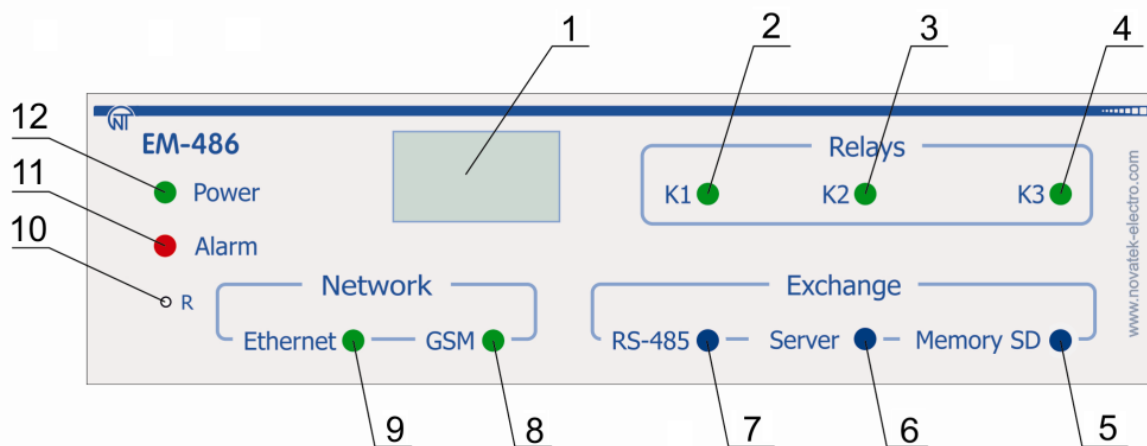 1 2 3 4
12
NT
EM-486
Relays
11
Power
K1 K2 K3
10
Alarm
R
Network
Exchange
Ethernet GSM
RS-485 Server Memory SD
www.novatek-electro.com
9 8 7 6 5